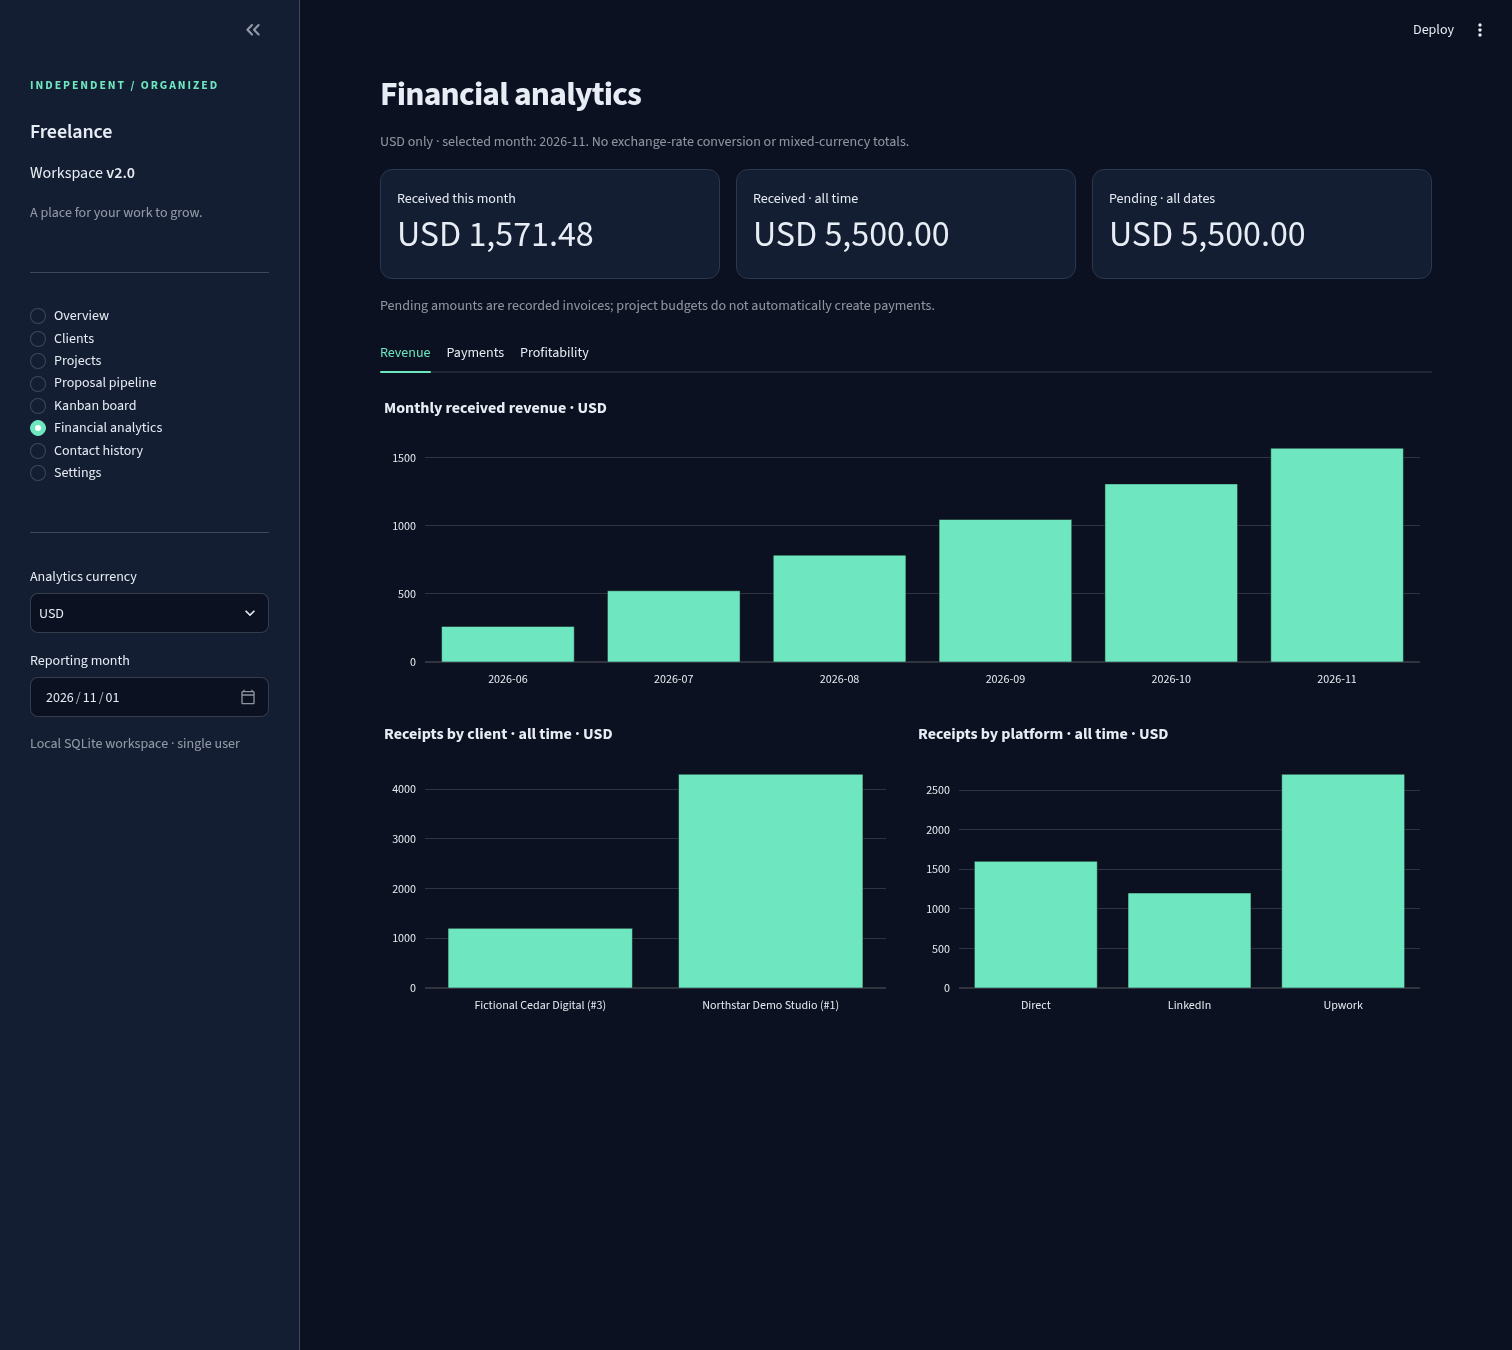 Deploy
INDEPENDENT / ORGANIZED
Freelance
Workspace v2.0
A place for your work to grow.
Overview
Clients
Projects
Proposal pipeline
Kanban board
Financial analytics
Contact history
Settings
Analytics currency
USD
Reporting month
2026 / 11 / 01
Local SQLite workspace · single user
Financial analytics
USD only · selected month: 2026-11. No exchange-rate conversion or mixed-currency totals.
Received this month
USD 1,571.48
Received · all time
USD 5,500.00
Pending · all dates
USD 5,500.00
Pending amounts are recorded invoices; project budgets do not automatically create payments.
Revenue Payments Profitability
Monthly received revenue · USD
1500
1000
500
0
2026-06 2026-07 2026-08 2026-09 2026-10 2026-11
Receipts by client · all time · USD
4000
3000
2000
1000
0
Fictional Cedar Digital (#3) Northstar Demo Studio (#1)
Receipts by platform · all time · USD
2500
2000
1500
1000
500
0
Direct LinkedIn Upwork